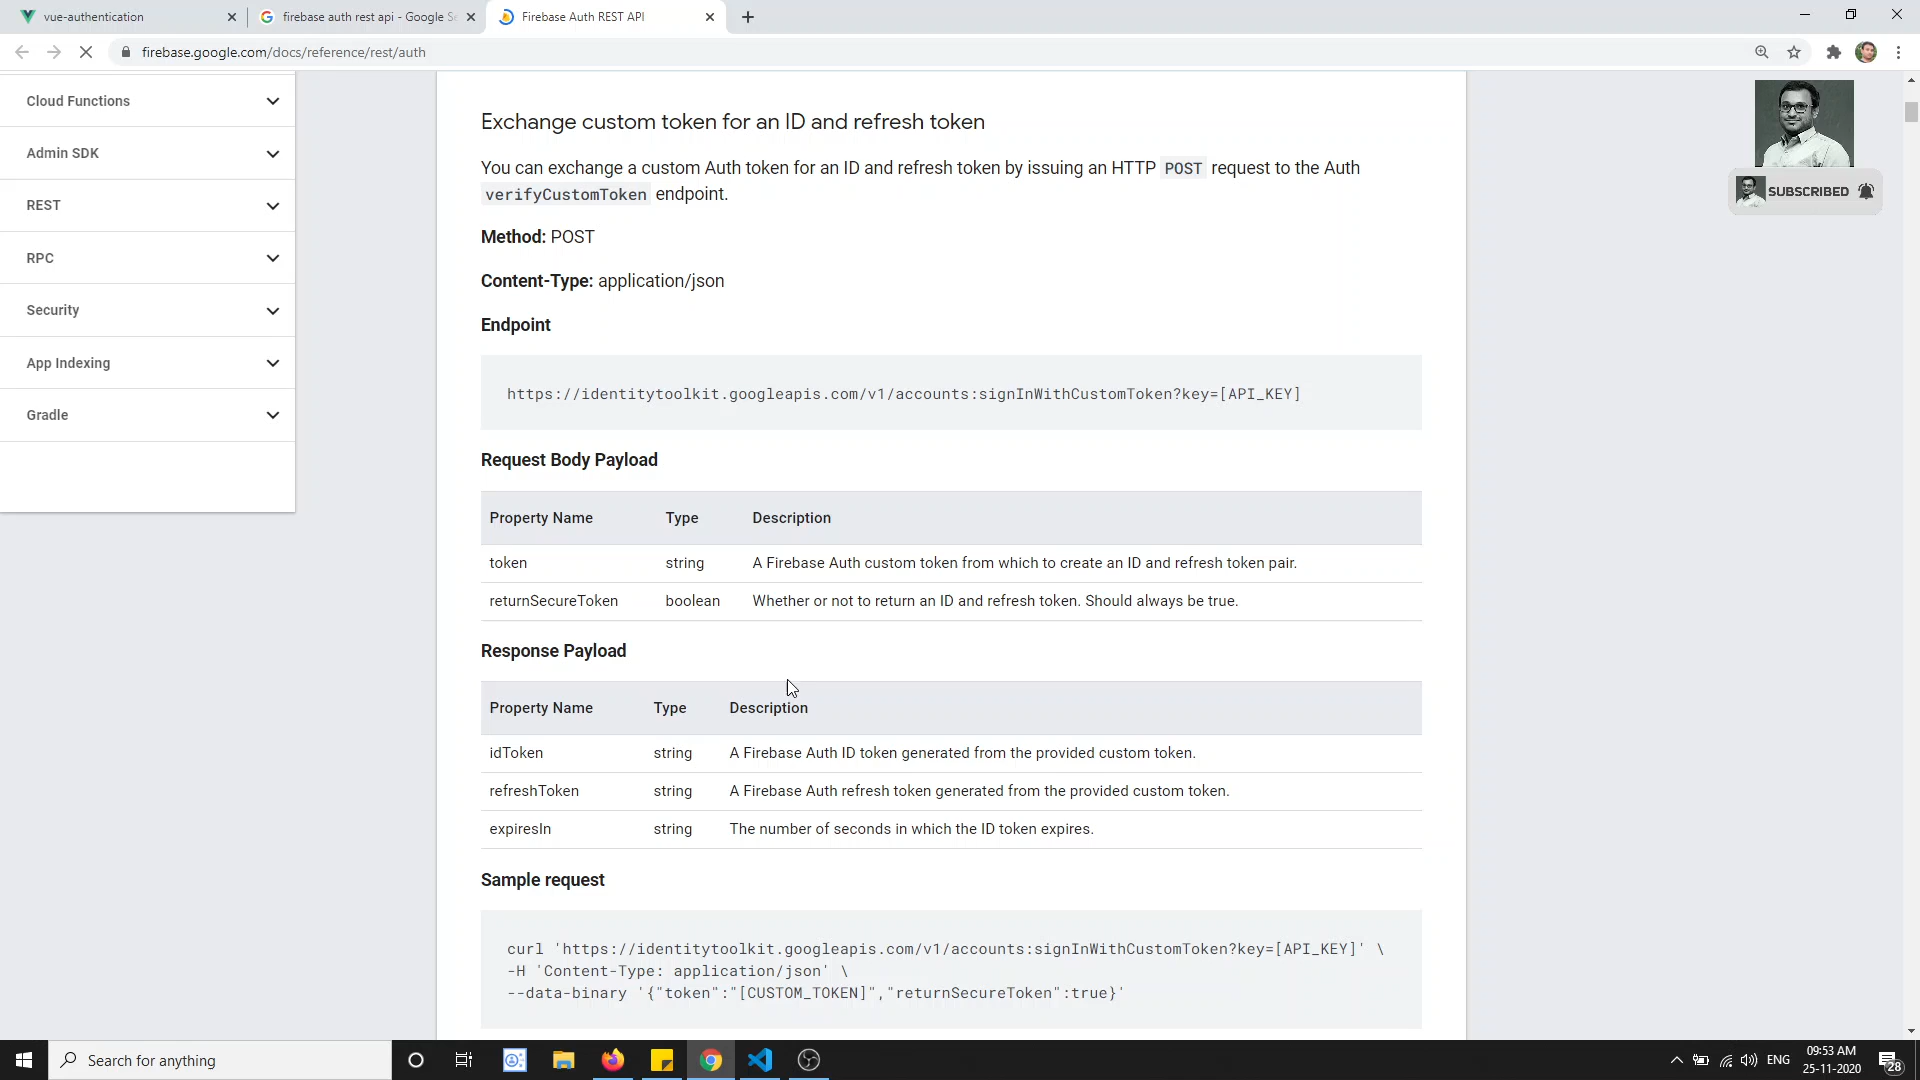 vue-authentication
firebase auth rest api - Google Se
Firebase Auth REST API
firebase.google.com/docs/reference/rest/auth
Cloud Functions
Admin SDK
REST
RPC
Security
App Indexing
Gradle
Exchange custom token for an ID and refresh token
You can exchange a custom Auth token for an ID and refresh token by issuing an HTTP POST request to the Auth
verifyCustomToken endpoint.
Method: POST
Content-Type: application/json
Endpoint
https://identitytoolkit.googleapis.com/v1/accounts:signInWithCustomToken?key=[API_KEY]
Request Body Payload
Property Name Type Description
token string A Firebase Auth custom token from which to create an ID and refresh token pair.
returnSecureToken boolean Whether or not to return an ID and refresh token. Should always be true.
Response Payload
Property Name Type Description
idToken string A Firebase Auth ID token generated from the provided custom token.
refreshToken string A Firebase Auth refresh token generated from the provided custom token.
expiresIn string The number of seconds in which the ID token expires.
Sample request
curl 'https://identitytoolkit.googleapis.com/v1/accounts:signInWithCustomToken?key=[API_KEY]' \
-H 'Content-Type: application/json' \
--data-binary '{"token":"[CUSTOM_TOKEN]","returnSecureToken":true}'
SUBSCRIBED
Search for anything
ENG
09:53 AM
25-11-2020
28